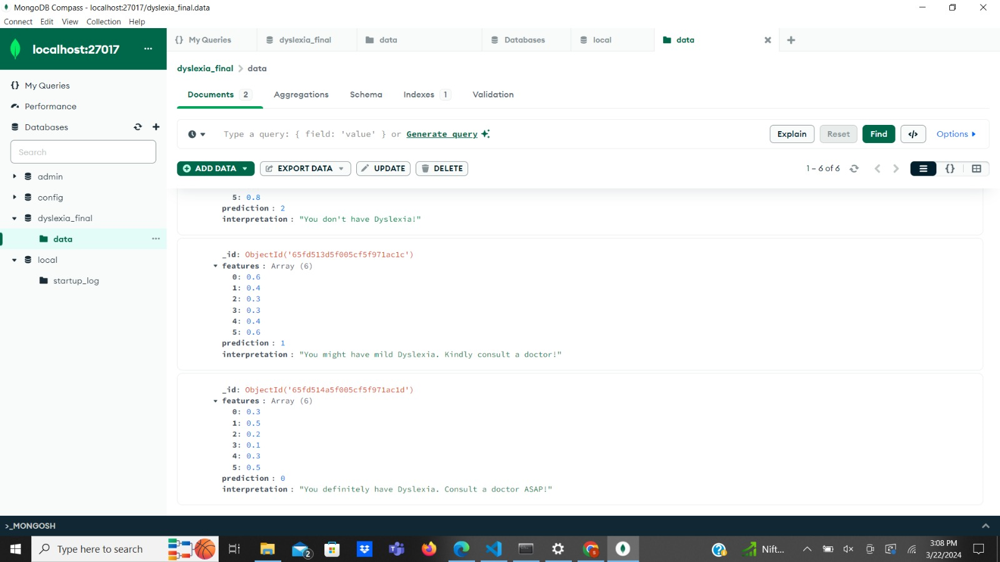 MongoDB Compass - localhost:27017/dyslexia_final.data
Connect Edit View Collection Help
localhost:27017 ...
{} My Queries
Performance
Databases
Search
admin
config
dyslexia_final
data ...
local
startup_log
{} My Queries dyslexia_final data Databases local data
dyslexia_final > data
Documents 2 Aggregations Schema Indexes 1 Validation
Type a query: { field: 'value' } or Generate query
Explain Reset Find </> Options
ADD DATA EXPORT DATA UPDATE DELETE
1 – 6 of 6 {}
5: 0.8
prediction : 2
interpretation : "You don't have Dyslexia!"
_id: ObjectId('65fd513d5f005cf5f971ac1c')
features : Array (6)
0: 0.6
1: 0.4
2: 0.3
3: 0.3
4: 0.4
5: 0.6
prediction : 1
interpretation : "You might have mild Dyslexia. Kindly consult a doctor!"
_id: ObjectId('65fd514a5f005cf5f971ac1d')
features : Array (6)
0: 0.3
1: 0.5
2: 0.2
3: 0.1
4: 0.3
5: 0.5
prediction : 0
interpretation : "You definitely have Dyslexia. Consult a doctor ASAP!"
>_MONGOSH
Type here to search
2
Nift...
3:08 PM
3/22/2024